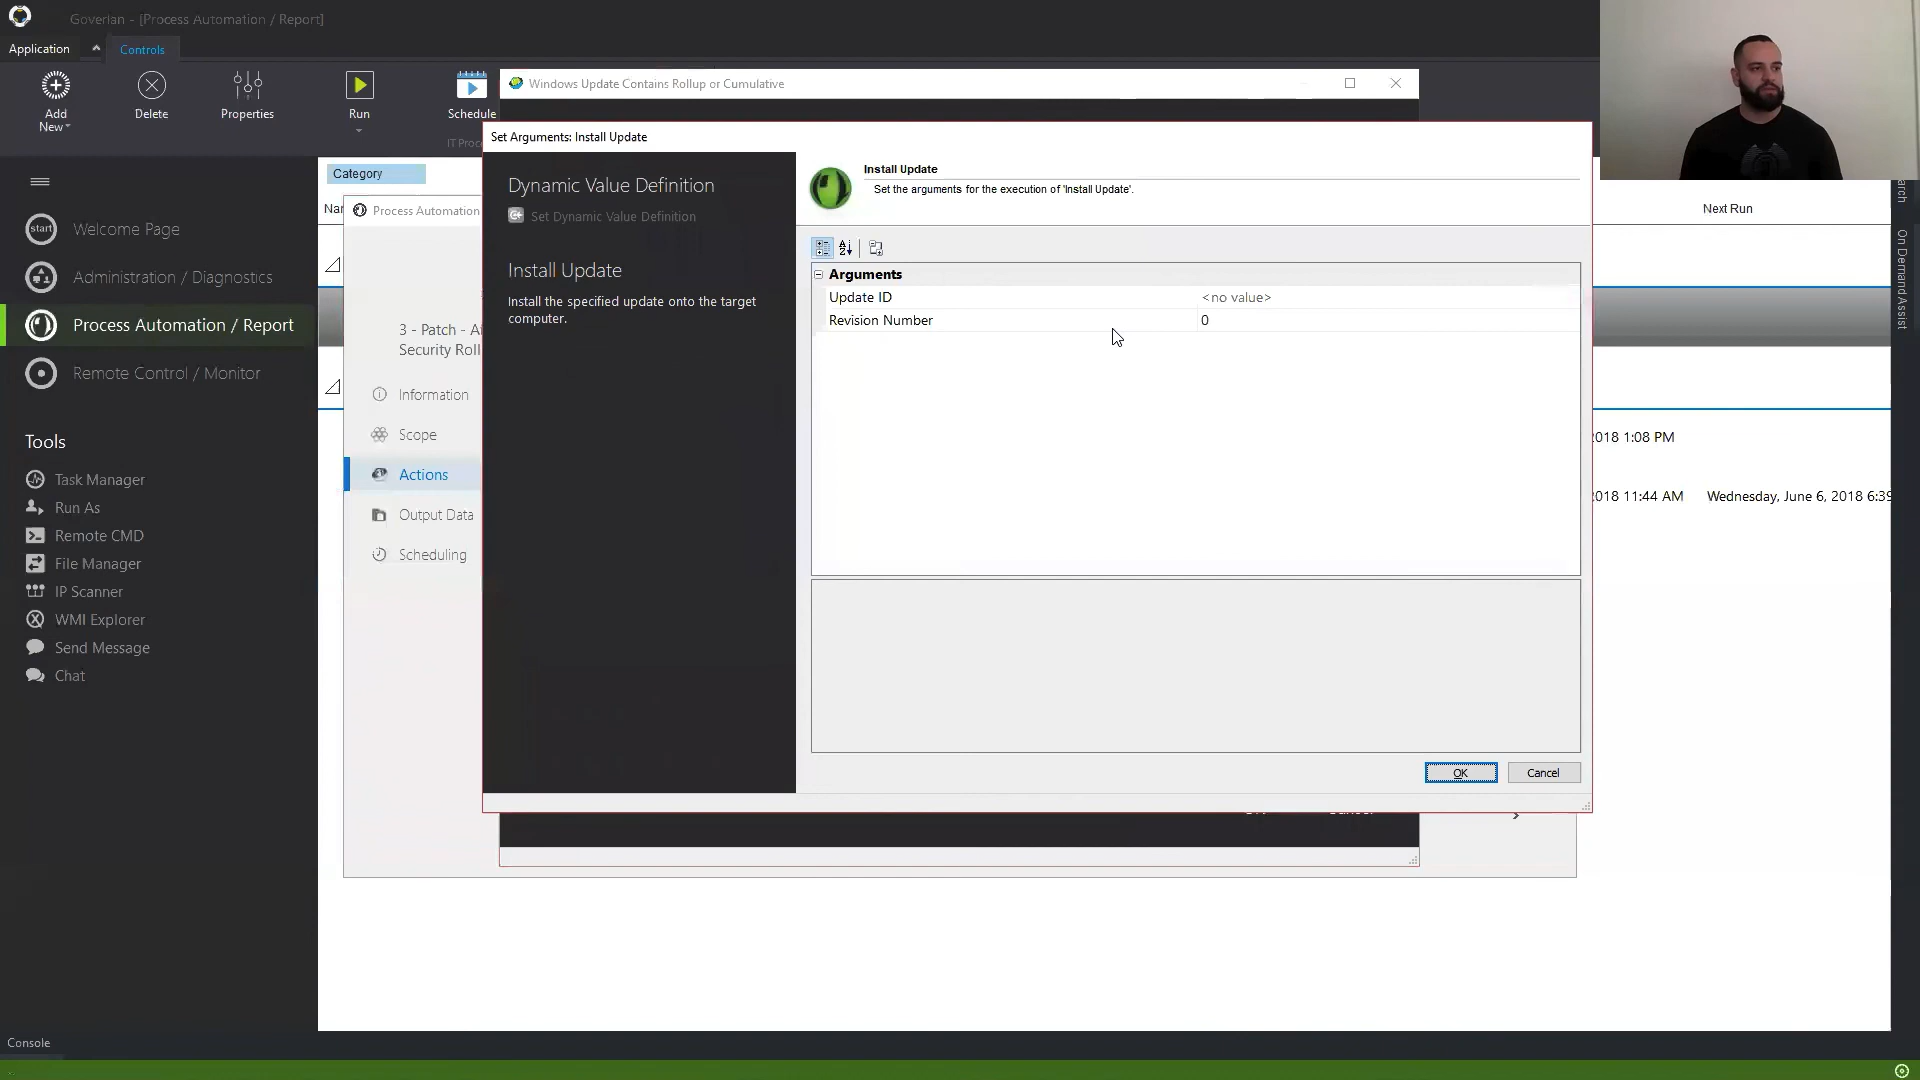 Goverlan - [Process Automation / Report]
Application
Controls
Add
New
Delete
Properties
Run
Schedule
Windows Update Contains Rollup or Cumulative
Set Arguments: Install Update
Category
Process Automation
Dynamic Value Definition
Set Dynamic Value Definition
Install Update
Install the specified update onto the target
computer.
Install Update
Set the arguments for the execution of 'Install Update'.
Arguments
Update ID
<no value>
Revision Number
0
OK
Cancel
Next Run
On Demand Assist
start
Welcome Page
Administration / Diagnostics
Process Automation / Report
Remote Control / Monitor
Tools
Task Manager
Run As
Remote CMD
File Manager
IP Scanner
WMI Explorer
Send Message
Chat
3 - Patch -
Security
Information
Scope
Actions
Output Data
Scheduling
2018 1:08 PM
2018 11:44 AM
Wednesday, June 6, 2018 6:39
Console